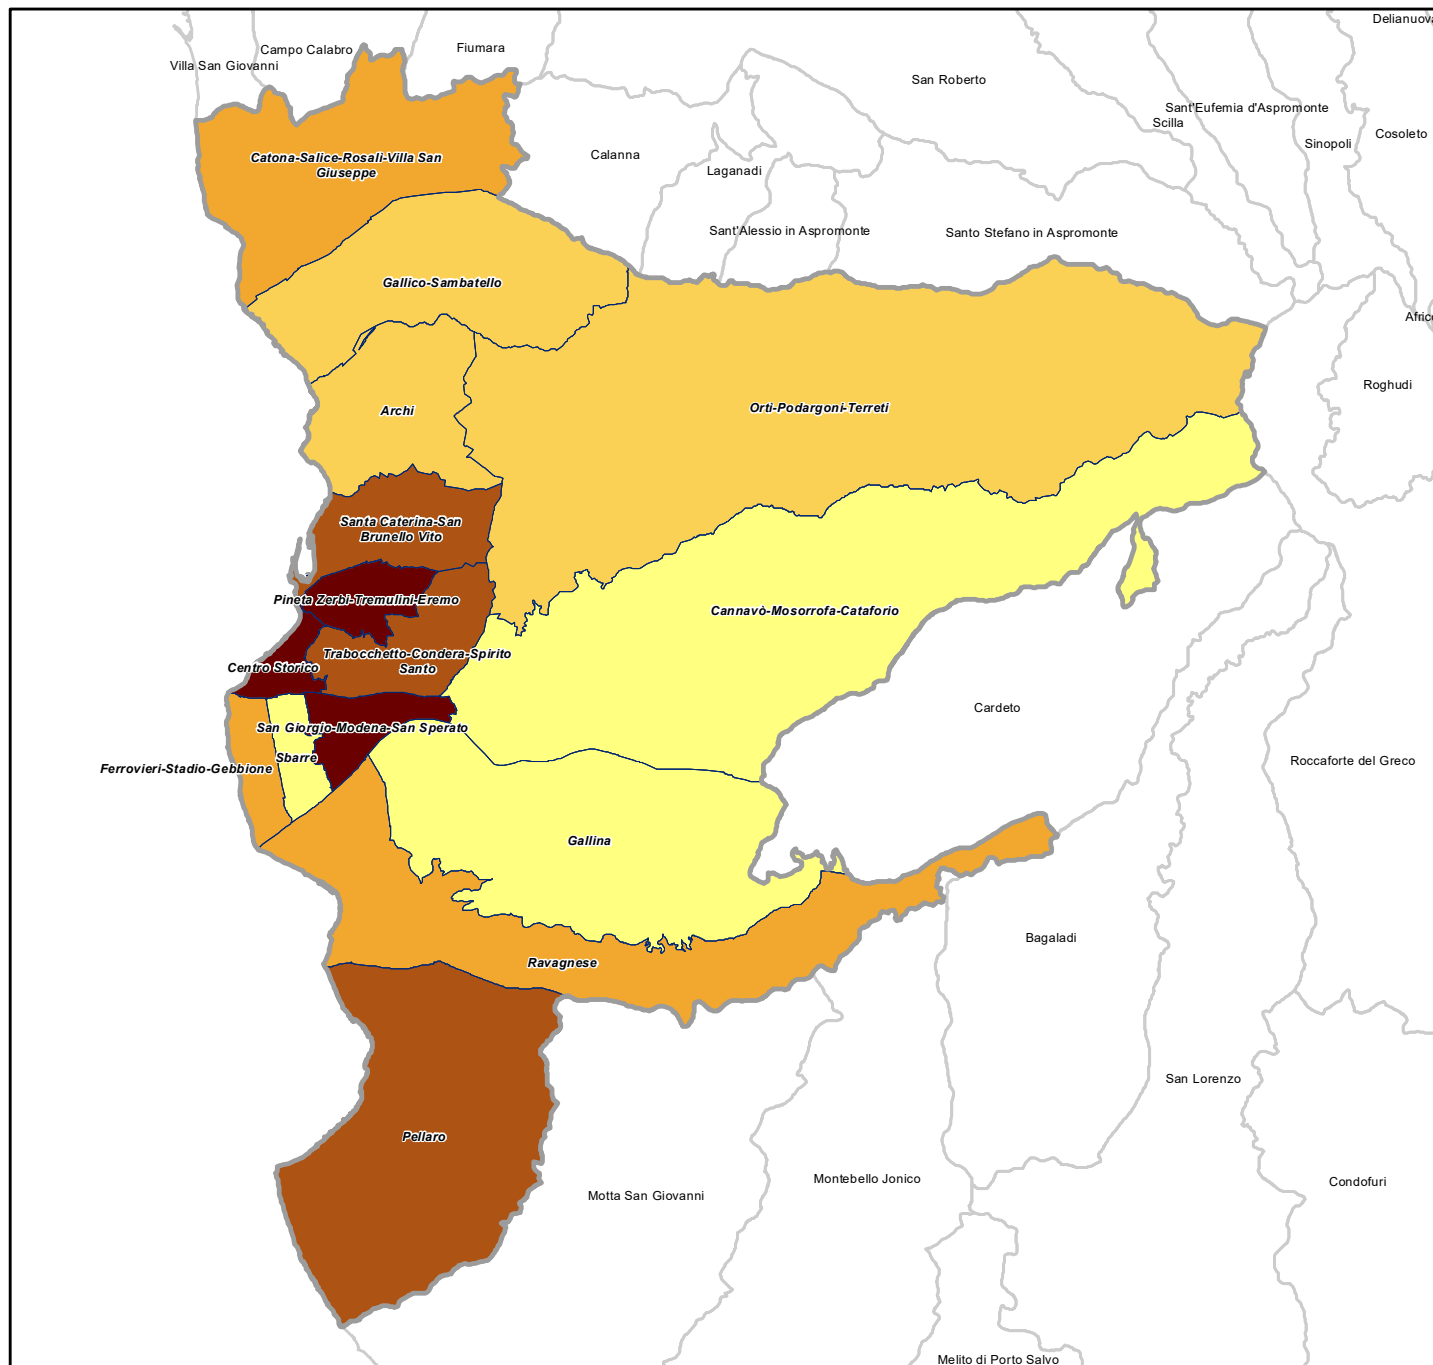 Delianuova
Campo Calabro
Fiumara
Villa San Giovanni
San Roberto
Sant'Eufemia d'Aspromonte
Scilla
Sinopoli
Cosoleto
Catona-Salice-Rosali-Villa San
Giuseppe
Calanna
Laganadi
Sant'Alessio in Aspromonte
Santo Stefano in Aspromonte
Gallico-Sambatello
Africo
Roghudi
Archi
Orti-Podargoni-Terreti
Santa Caterina-San
Brunello Vito
Pineta Zerbi-Tremulini-Eremo
Cannavò-Mosorrofa-Cataforio
Trabocchetto-Condera-Spirito
Santo
Centro Storico
Cardeto
San Giorgio-Modena-San Sperato
Sbarre
Ferrovieri-Stadio-Gebbione
Roccaforte del Greco
Gallina
Bagaladi
Ravagnese
San Lorenzo
Pellaro
Montebello Jonico
Condofuri
Motta San Giovanni
Melito di Porto Salvo